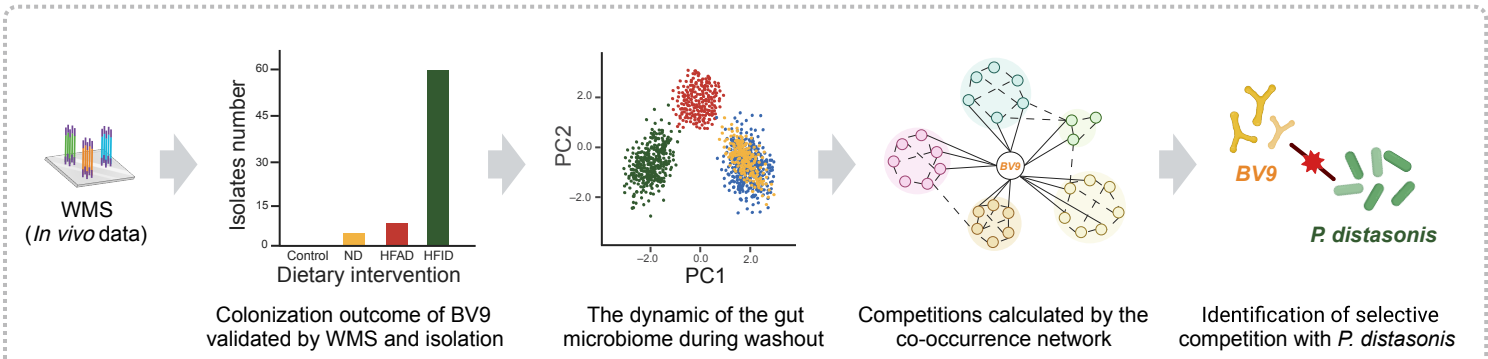 WMS
(In vivo data)
Isolates number
60
45
30
15
0
Control
ND
HFAD
HFID
Dietary intervention
Colonization outcome of BV9
validated by WMS and isolation
PC2
2.0
0.0
−2.0
−2.0
0.0
2.0
PC1
The dynamic of the gut
microbiome during washout
BV9
Competitions calculated by the
co-occurrence network
BV9
P. distasonis
Identification of selective
competition with P. distasonis